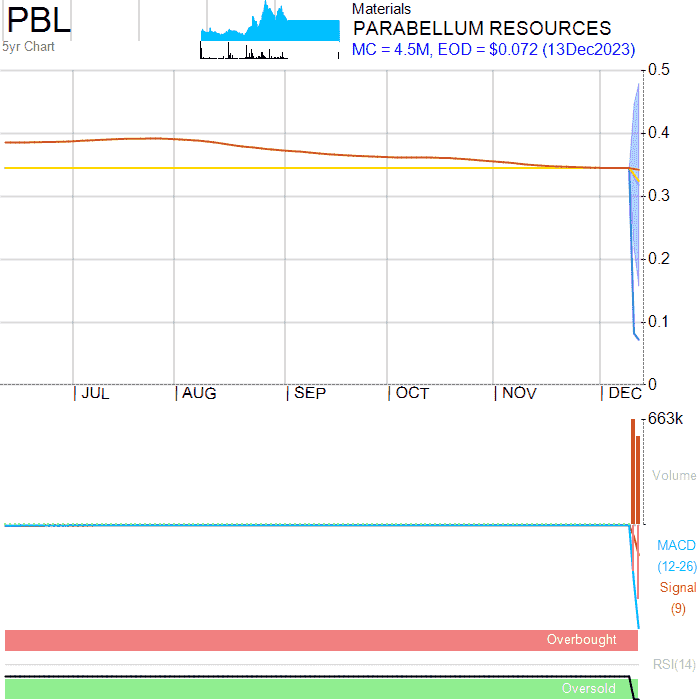 PBL
5yr Chart
Materials
PARABELLUM RESOURCES
MC = 4.5M, EOD = $0.072 (13Dec2023)
0.5
0.4
0.3
0.2
0.1
0
JUL AUG SEP OCT NOV DEC
663k
Volume
MACD
(12-26)
Signal
(9)
Overbought
RSI(14)
Oversold